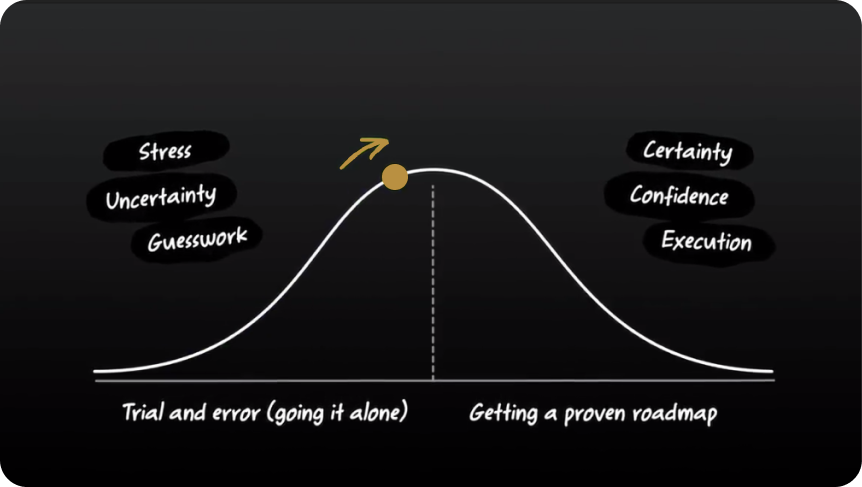 Stress
Uncertainty
Guesswork
Certainty
Confidence
Execution
Trial and error (going it alone)
Getting a proven roadmap